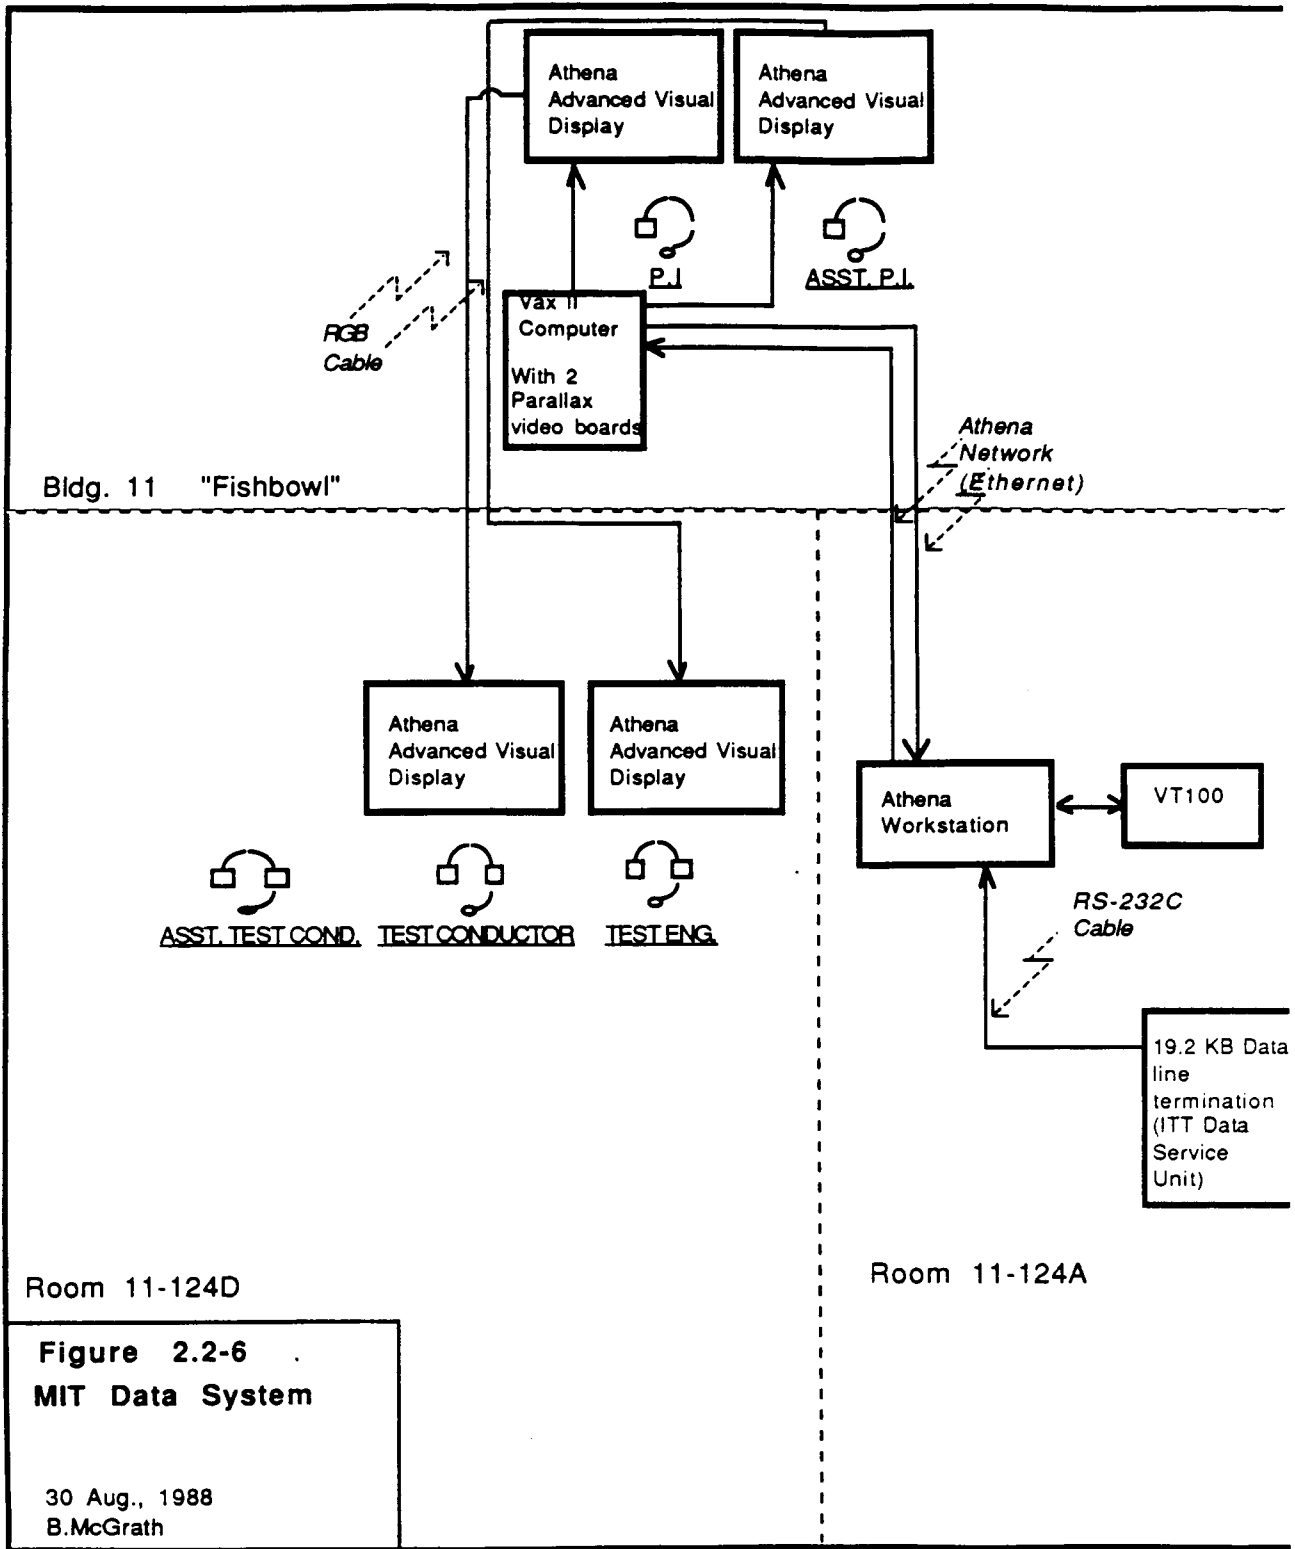 Athena
Advanced Visual
Display
Athena
Advanced Visual
Display
P.I
ASST. P.I.
RGB
Cable
Vax II
Computer
With 2
Parallax
video boards
Athena
Network
(Ethernet)
Bldg. 11 "Fishbowl"
Athena
Advanced Visual
Display
Athena
Advanced Visual
Display
Athena
Workstation
VT100
ASST. TEST COND.
TEST CONDUCTOR
TEST ENG.
RS-232C
Cable
19.2 KB Data
line
termination
(ITT Data
Service
Unit)
Room 11-124D
Room 11-124A
Figure 2.2-6
MIT Data System
30 Aug., 1988
B.McGrath